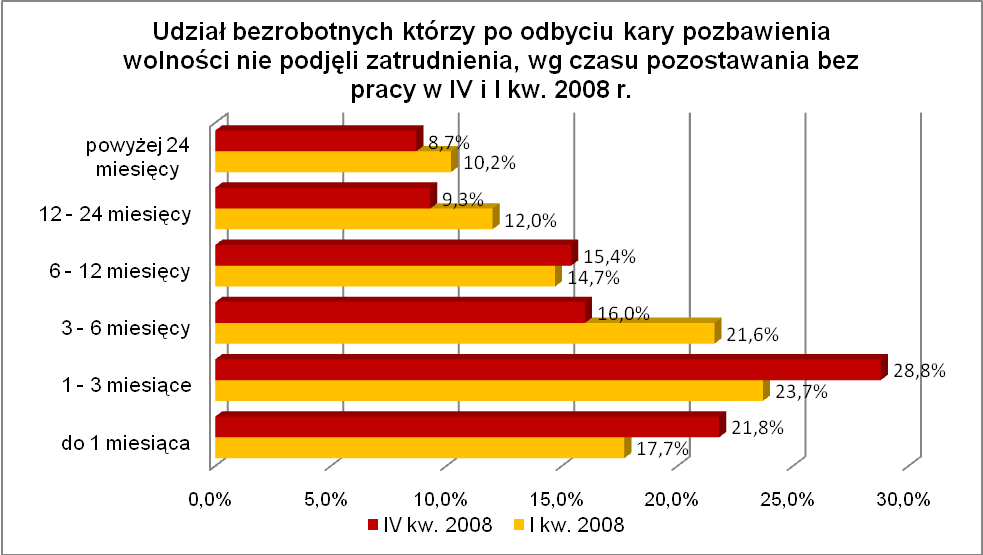 Udział bezrobotnych którzy po odbyciu kary pozbawienia
wolności nie podjęli zatrudnienia, wg czasu pozostawania bez
pracy w IV i I kw. 2008 r.
powyżej 24
miesięcy
8,7%
10,2%
12 - 24 miesięcy
9,3%
12,0%
6 - 12 miesięcy
15,4%
14,7%
3 - 6 miesięcy
16,0%
21,6%
1 - 3 miesiące
28,8%
23,7%
do 1 miesiąca
21,8%
17,7%
0,0% 5,0% 10,0% 15,0% 20,0% 25,0% 30,0%
IV kw. 2008 I kw. 2008